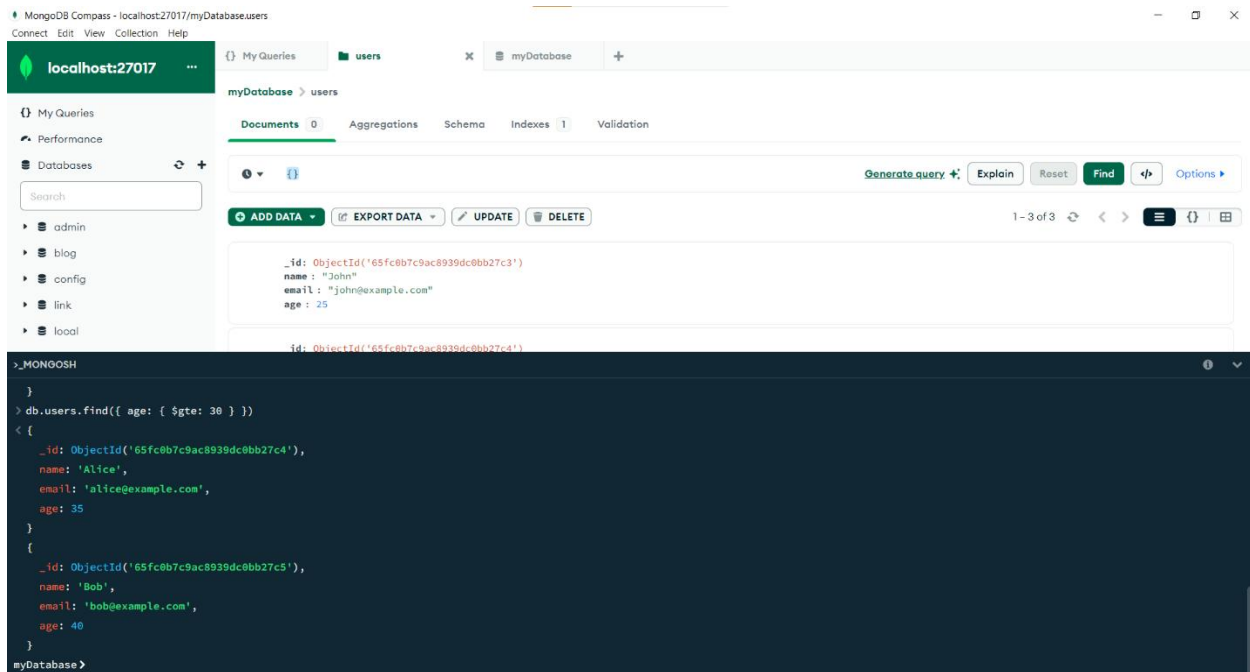 MongoDB Compass - localhost:27017/myDatabase.users
Connect Edit View Collection Help
localhost:27017 ...
{} My Queries
users
myDatabase
myDatabase > users
{} My Queries
Performance
Databases
Search
admin
blog
config
link
local
Documents 0 Aggregations Schema Indexes 1 Validation
{}
Generate query Explain Reset Find </> Options
ADD DATA EXPORT DATA UPDATE DELETE
1 – 3 of 3 {}
_id: ObjectId('65fc0b7c9ac8939dc0bb27c3')
name : "John"
email : "john@example.com"
age : 25
_id: ObjectId('65fc0b7c9ac8939dc0bb27c4')
>_MONGOSH
}
> db.users.find({ age: { $gte: 30 } })
< {
_id: ObjectId('65fc0b7c9ac8939dc0bb27c4'),
name: 'Alice',
email: 'alice@example.com',
age: 35
}
{
_id: ObjectId('65fc0b7c9ac8939dc0bb27c5'),
name: 'Bob',
email: 'bob@example.com',
age: 40
}
myDatabase>